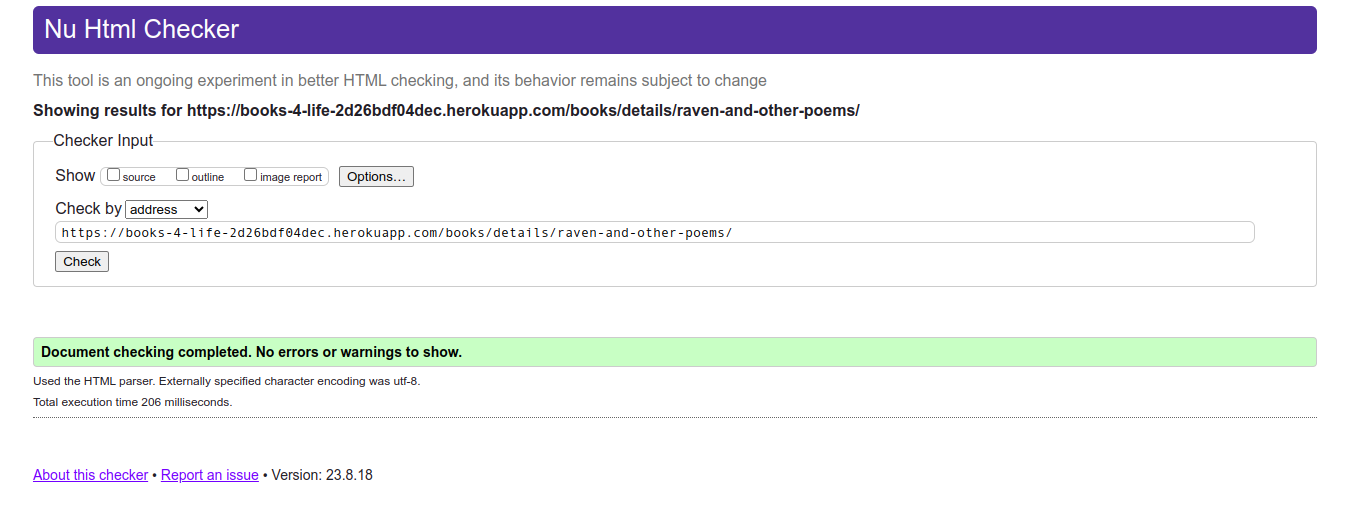 Nu Html Checker
This tool is an ongoing experiment in better HTML checking, and its behavior remains subject to change
Showing results for https://books-4-life-2d26bdf04dec.herokuapp.com/books/details/raven-and-other-poems/
Checker Input
Show source outline image report Options...
Check by address
https://books-4-life-2d26bdf04dec.herokuapp.com/books/details/raven-and-other-poems/
Check
Document checking completed. No errors or warnings to show.
Used the HTML parser. Externally specified character encoding was utf-8.
Total execution time 206 milliseconds.
About this checker • Report an issue • Version: 23.8.18